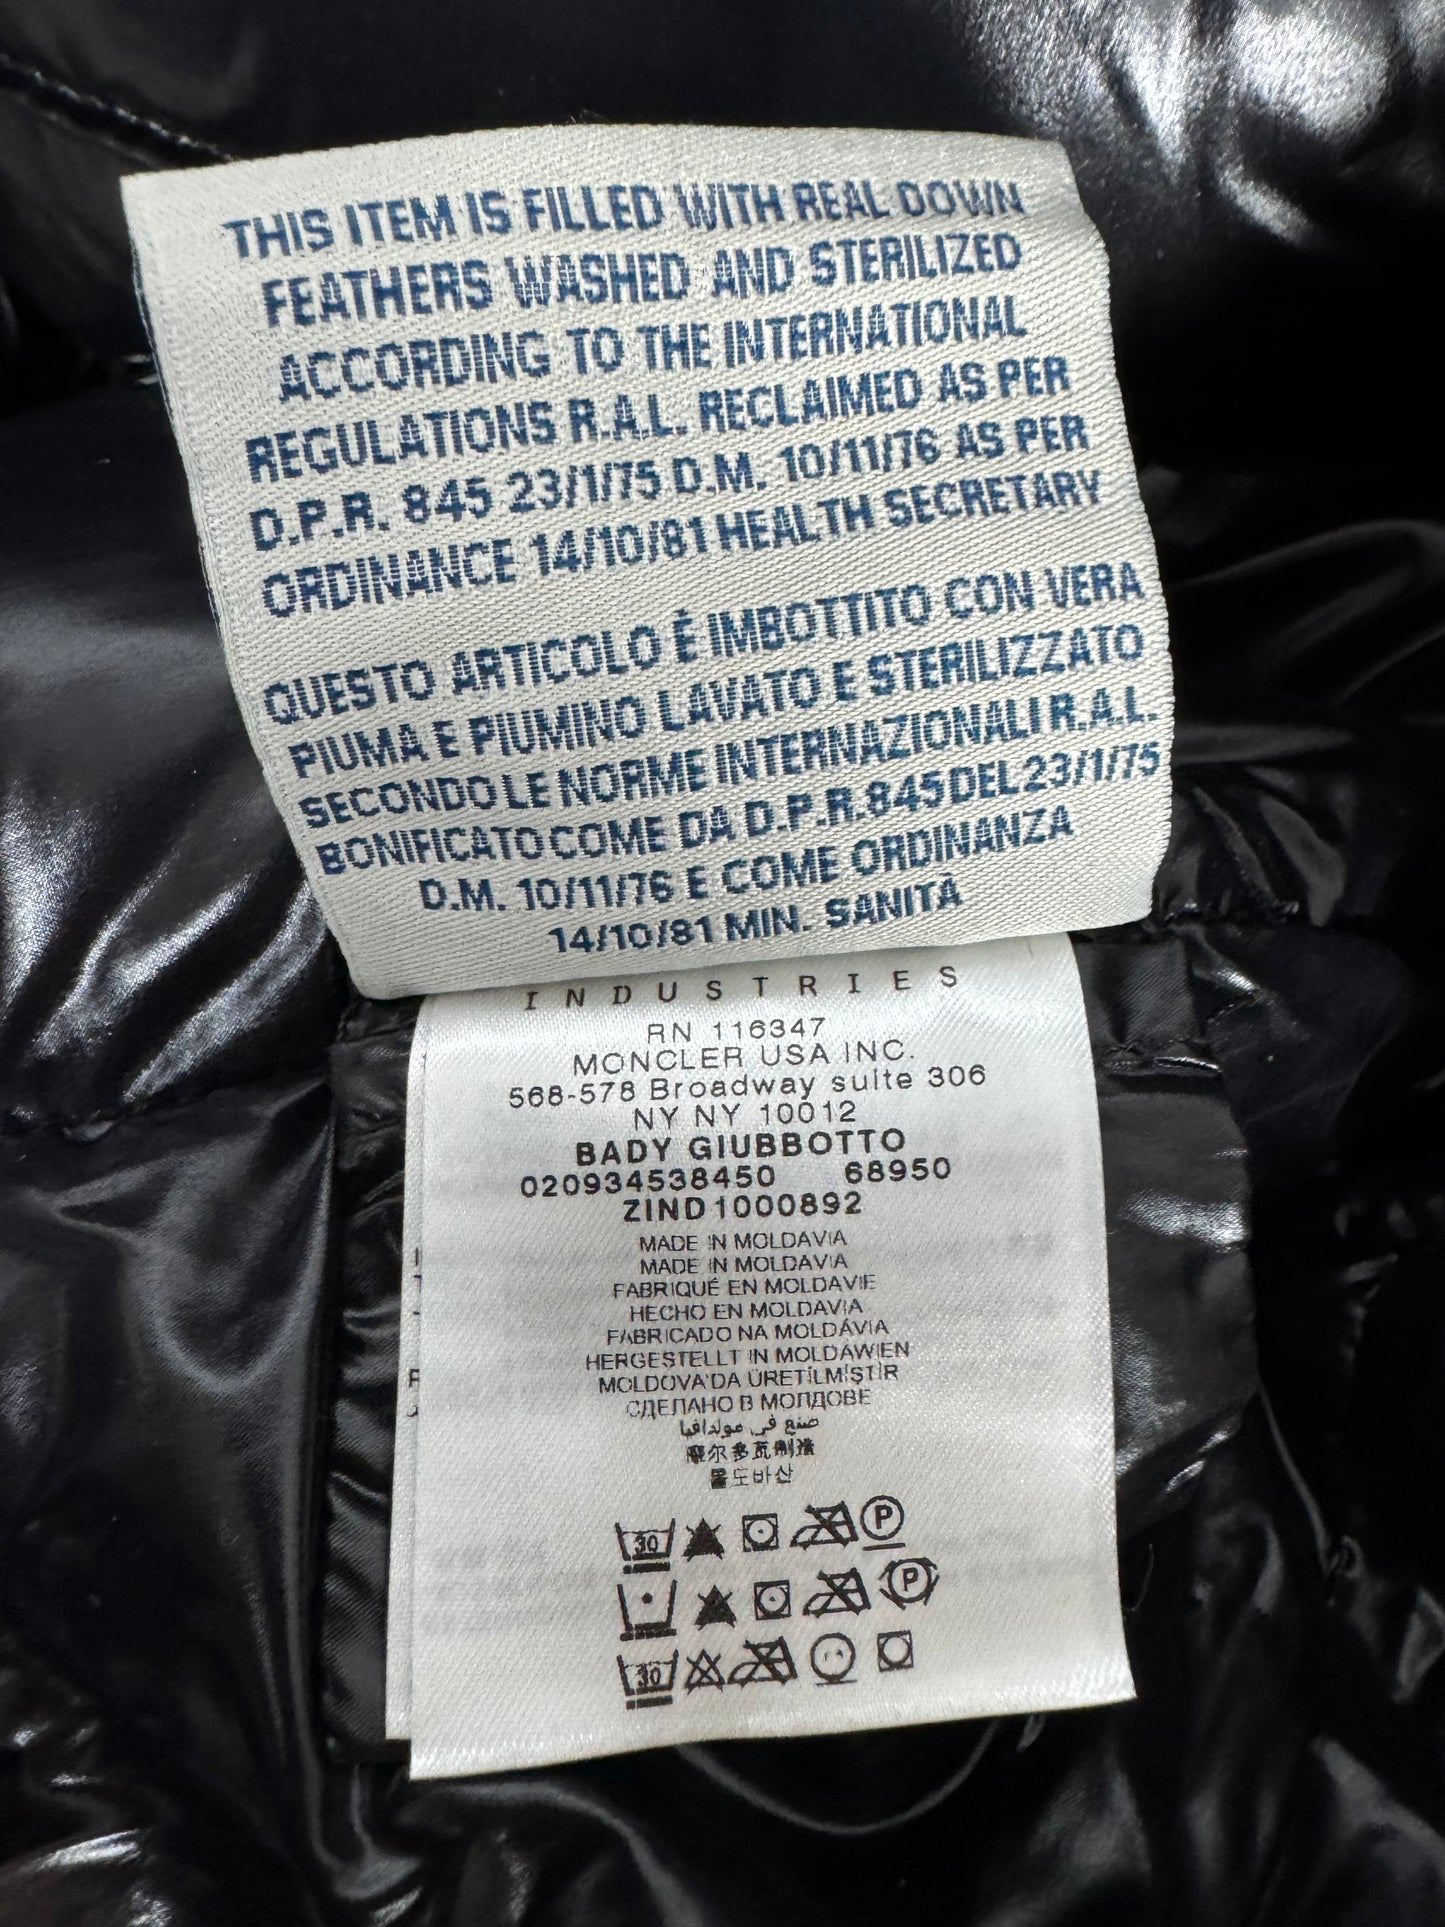 THIS ITEM IS FILLED WITH REAL DOWN
FEATHERS WASHED AND STERILIZED
ACCORDING TO THE INTERNATIONAL
REGULATIONS R.A.L. RECLAIMED AS PER
D.P.R. 845 23/1/75 D.M. 10/11/76 AS PER
ORDINANCE 14/10/81 HEALTH SECRETARY
QUESTO ARTICOLO È IMBOTTITO CON VERA
PIUMA E PIUMINO LAVATO E STERILIZZATO
SECONDO LE NORME INTERNAZIONALI R.A.L.
BONIFICATO COME DA D.P.R. 845 DEL 23/1/75
D.M. 10/11/76 E COME ORDINANZA
14/10/81 MIN. SANITÀ
INDUSTRIES
RN 116347
MONCLER USA INC.
568-578 Broadway suite 306
NY NY 10012
BADY GIUBBOTTO
020934538450 68950
ZIND1000892
MADE IN MOLDAVIA
MADE IN MOLDAVIA
FABRIQUÉ EN MOLDAVIE
HECHO EN MOLDAVIA
FABRICADO NA MOLDÁVIA
HERGESTELLT IN MOLDAWIEN
MOLDOVA'DA ÜRETİLMİŞTİR
СДЕЛАНО В МОЛДОВЕ
صنع في مولدافيا
摩尔多瓦制造
몰도바산
30 P
P
30